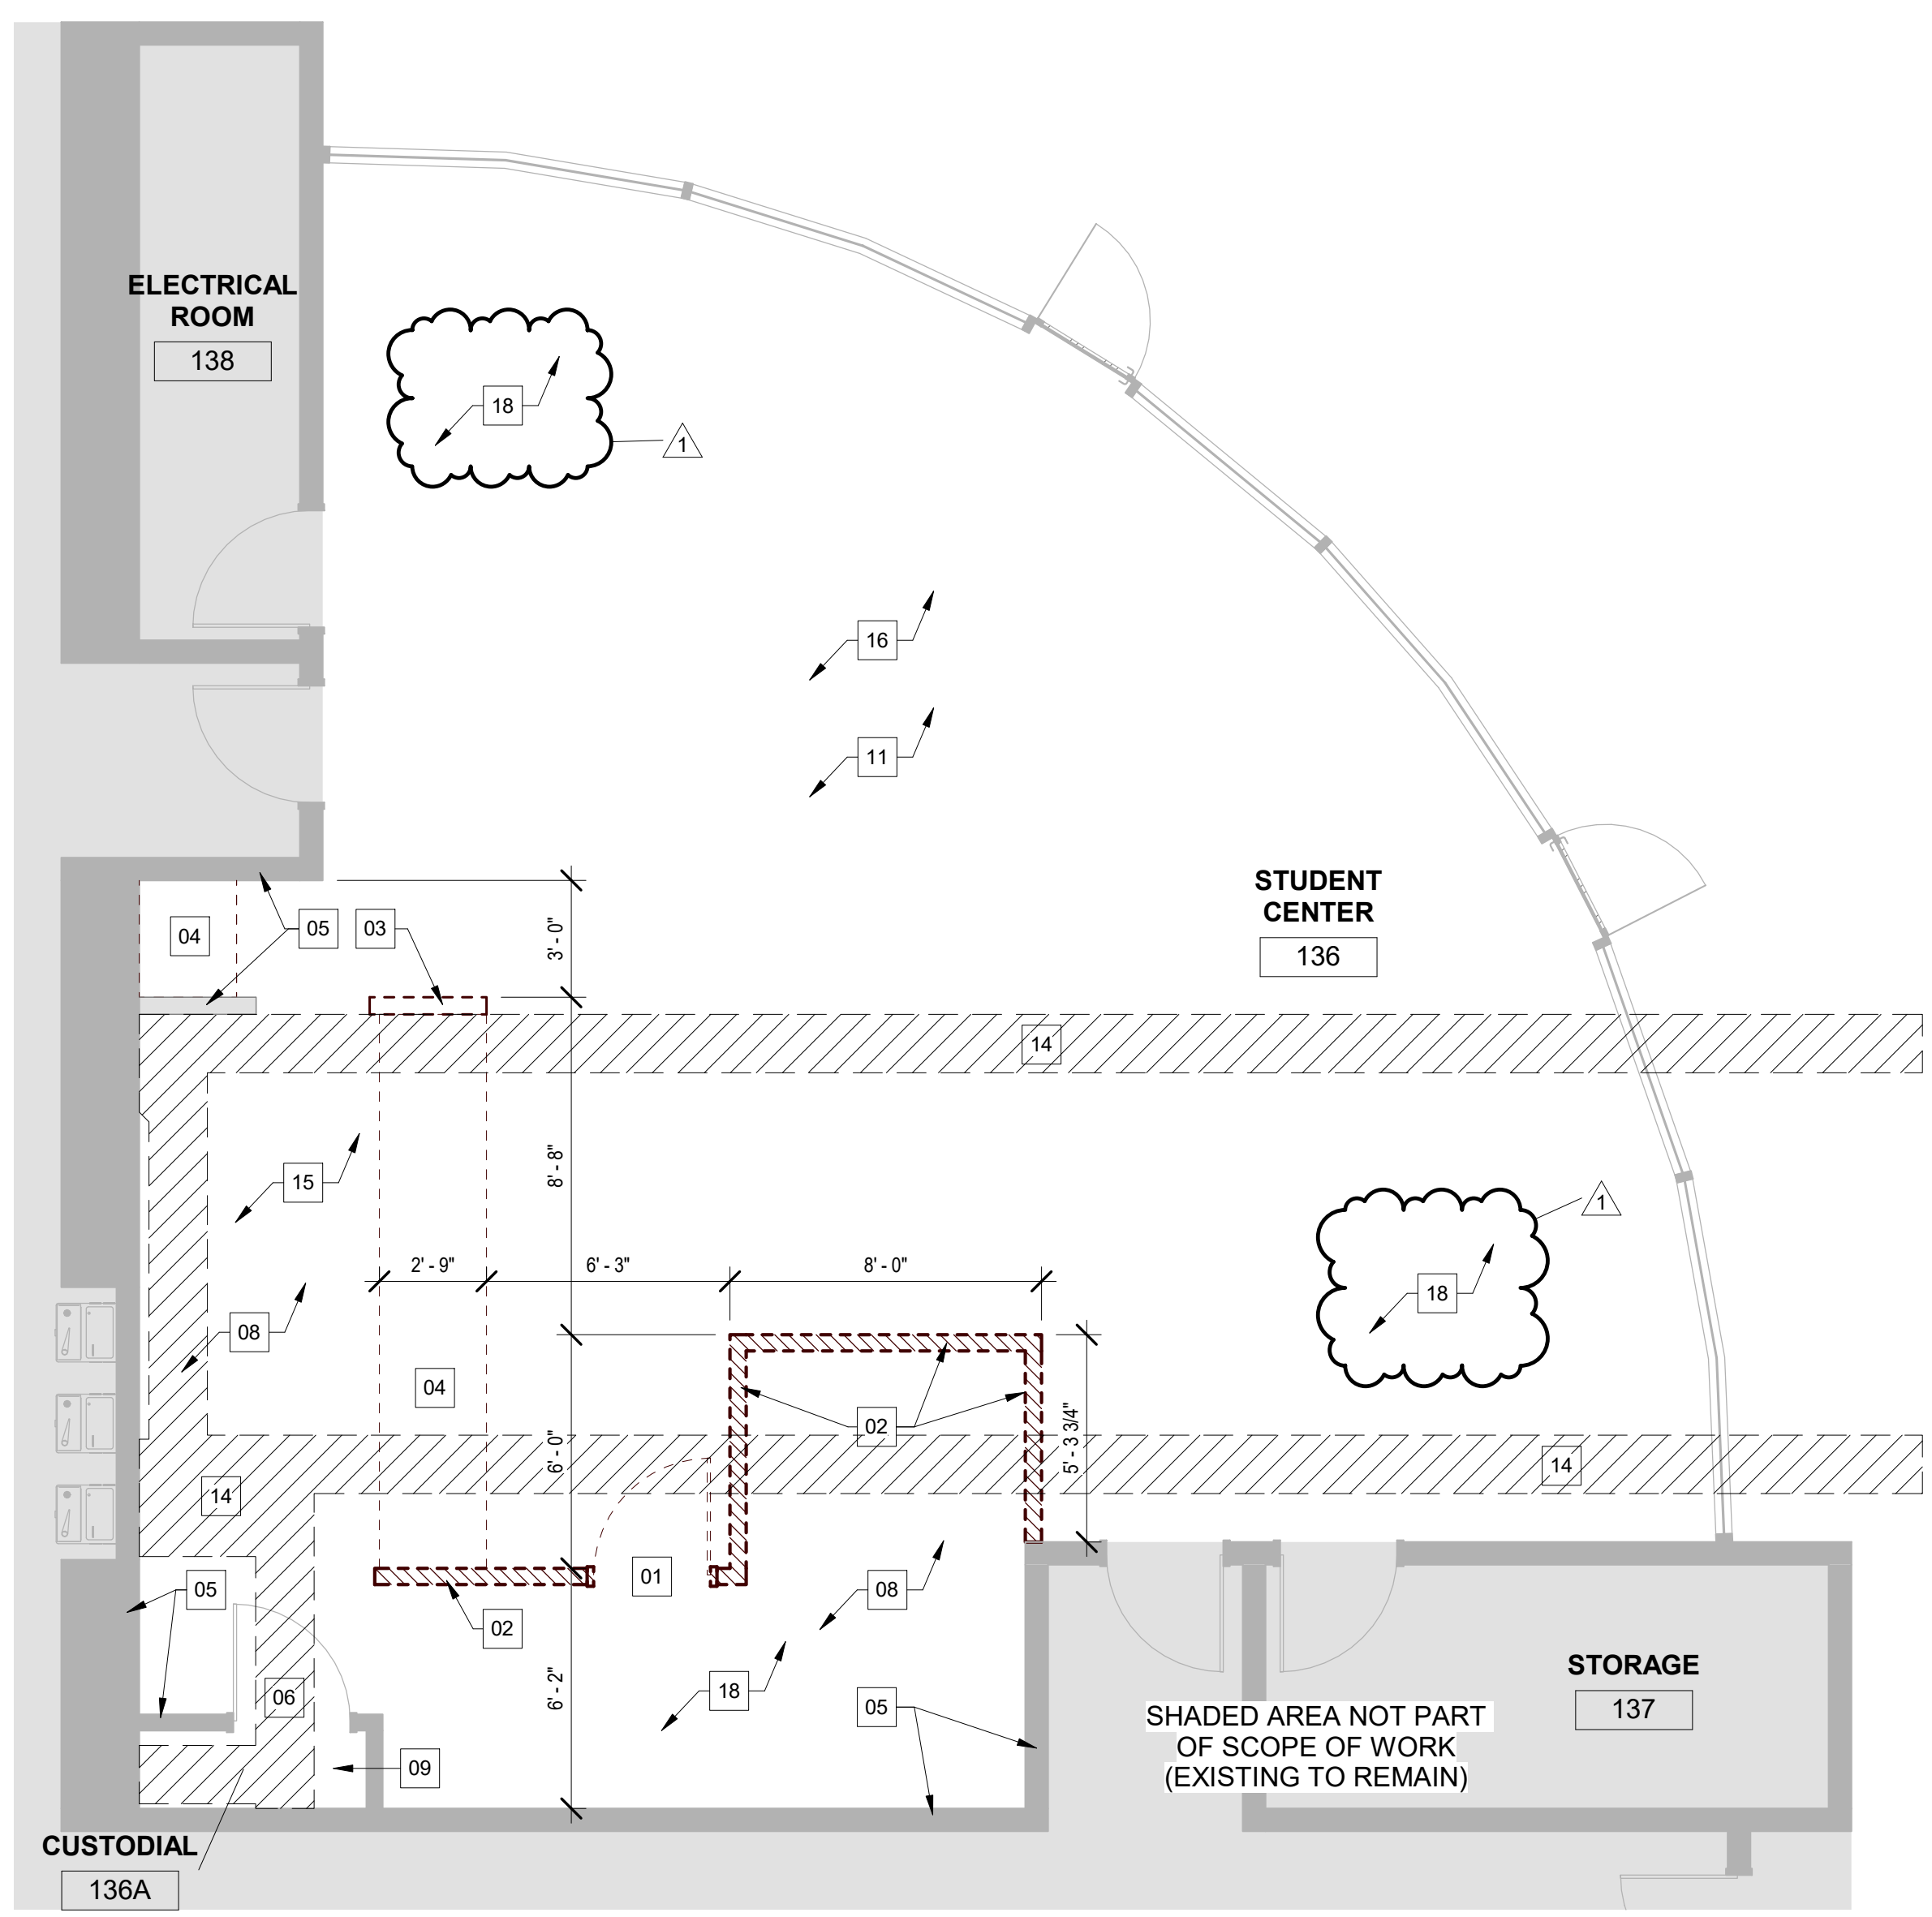 ELECTRICAL
ROOM
138
18
1
16
11
STUDENT
CENTER
136
04
05
03
3' - 0"
14
8' - 8"
15
1
2' - 9"
6' - 3"
8' - 0"
18
08
04
02
6' - 0"
5' - 3 3/4"
14
14
01
05
08
02
STORAGE
137
06
18
6' - 2"
05
SHADED AREA NOT PART
OF SCOPE OF WORK
(EXISTING TO REMAIN)
09
CUSTODIAL
136A